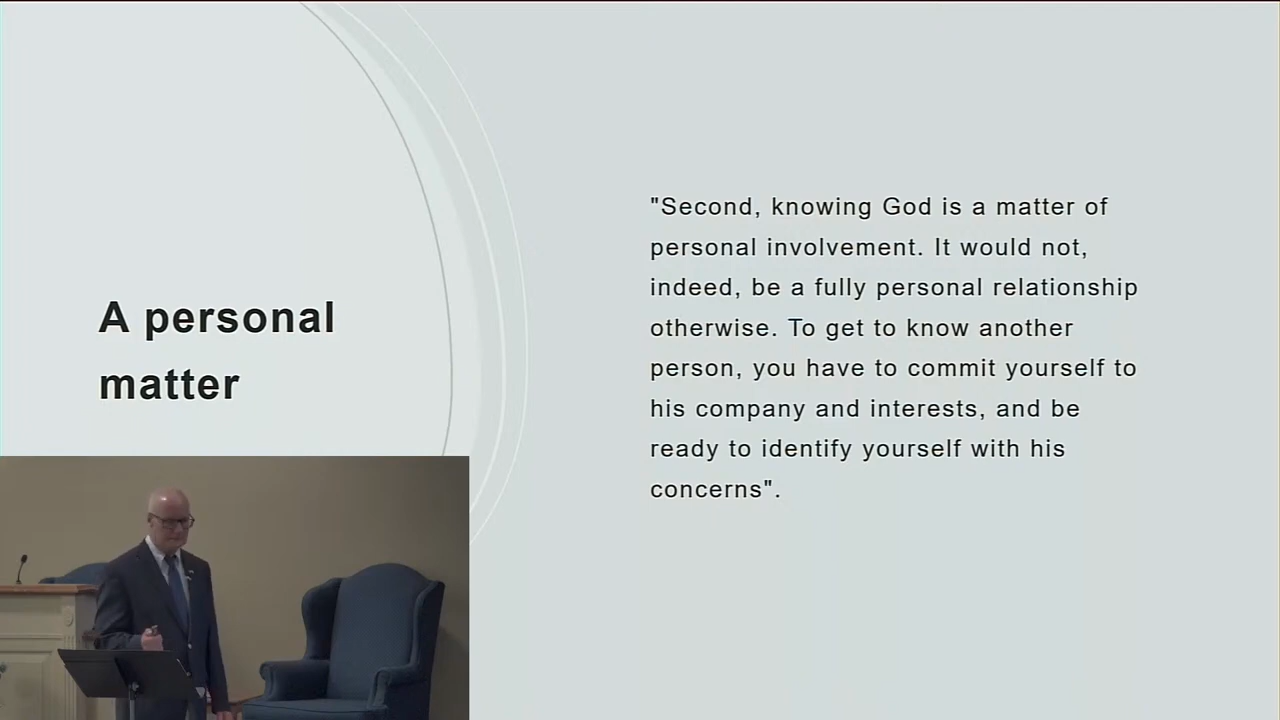 A personal
matter
"Second, knowing God is a matter of
personal involvement. It would not,
indeed, be a fully personal relationship
otherwise. To get to know another
person, you have to commit yourself to
his company and interests, and be
ready to identify yourself with his
concerns".